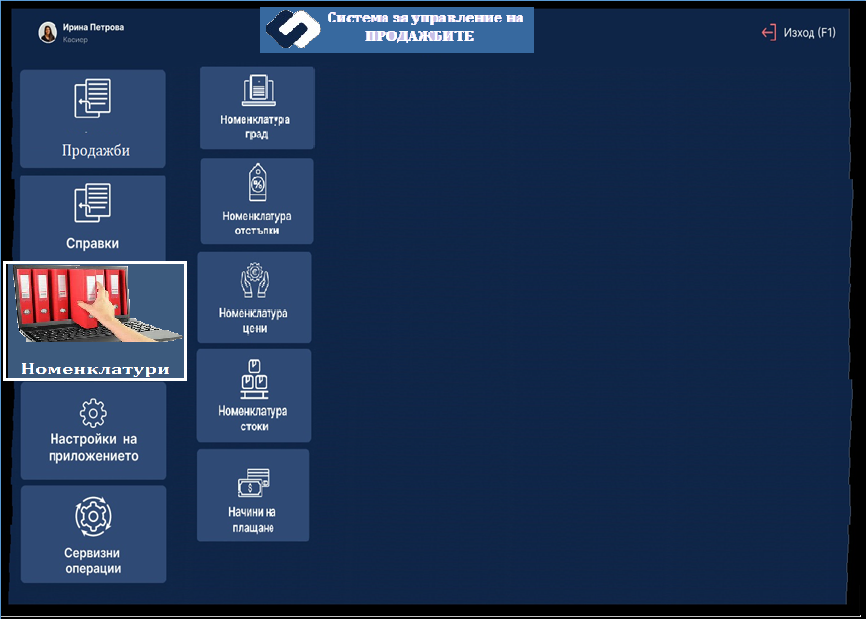 Ирина Петрова
Касиер
Система за управление на
ПРОДАЖБИТЕ
Изход (F1)
Продажби
Справки
Номенклатури
Настройки на
приложението
Сервизни
операции
Номенклатура
град
Номенклатура
отстъпки
Номенклатура
цени
Номенклатура
стоки
Начини на
плащане